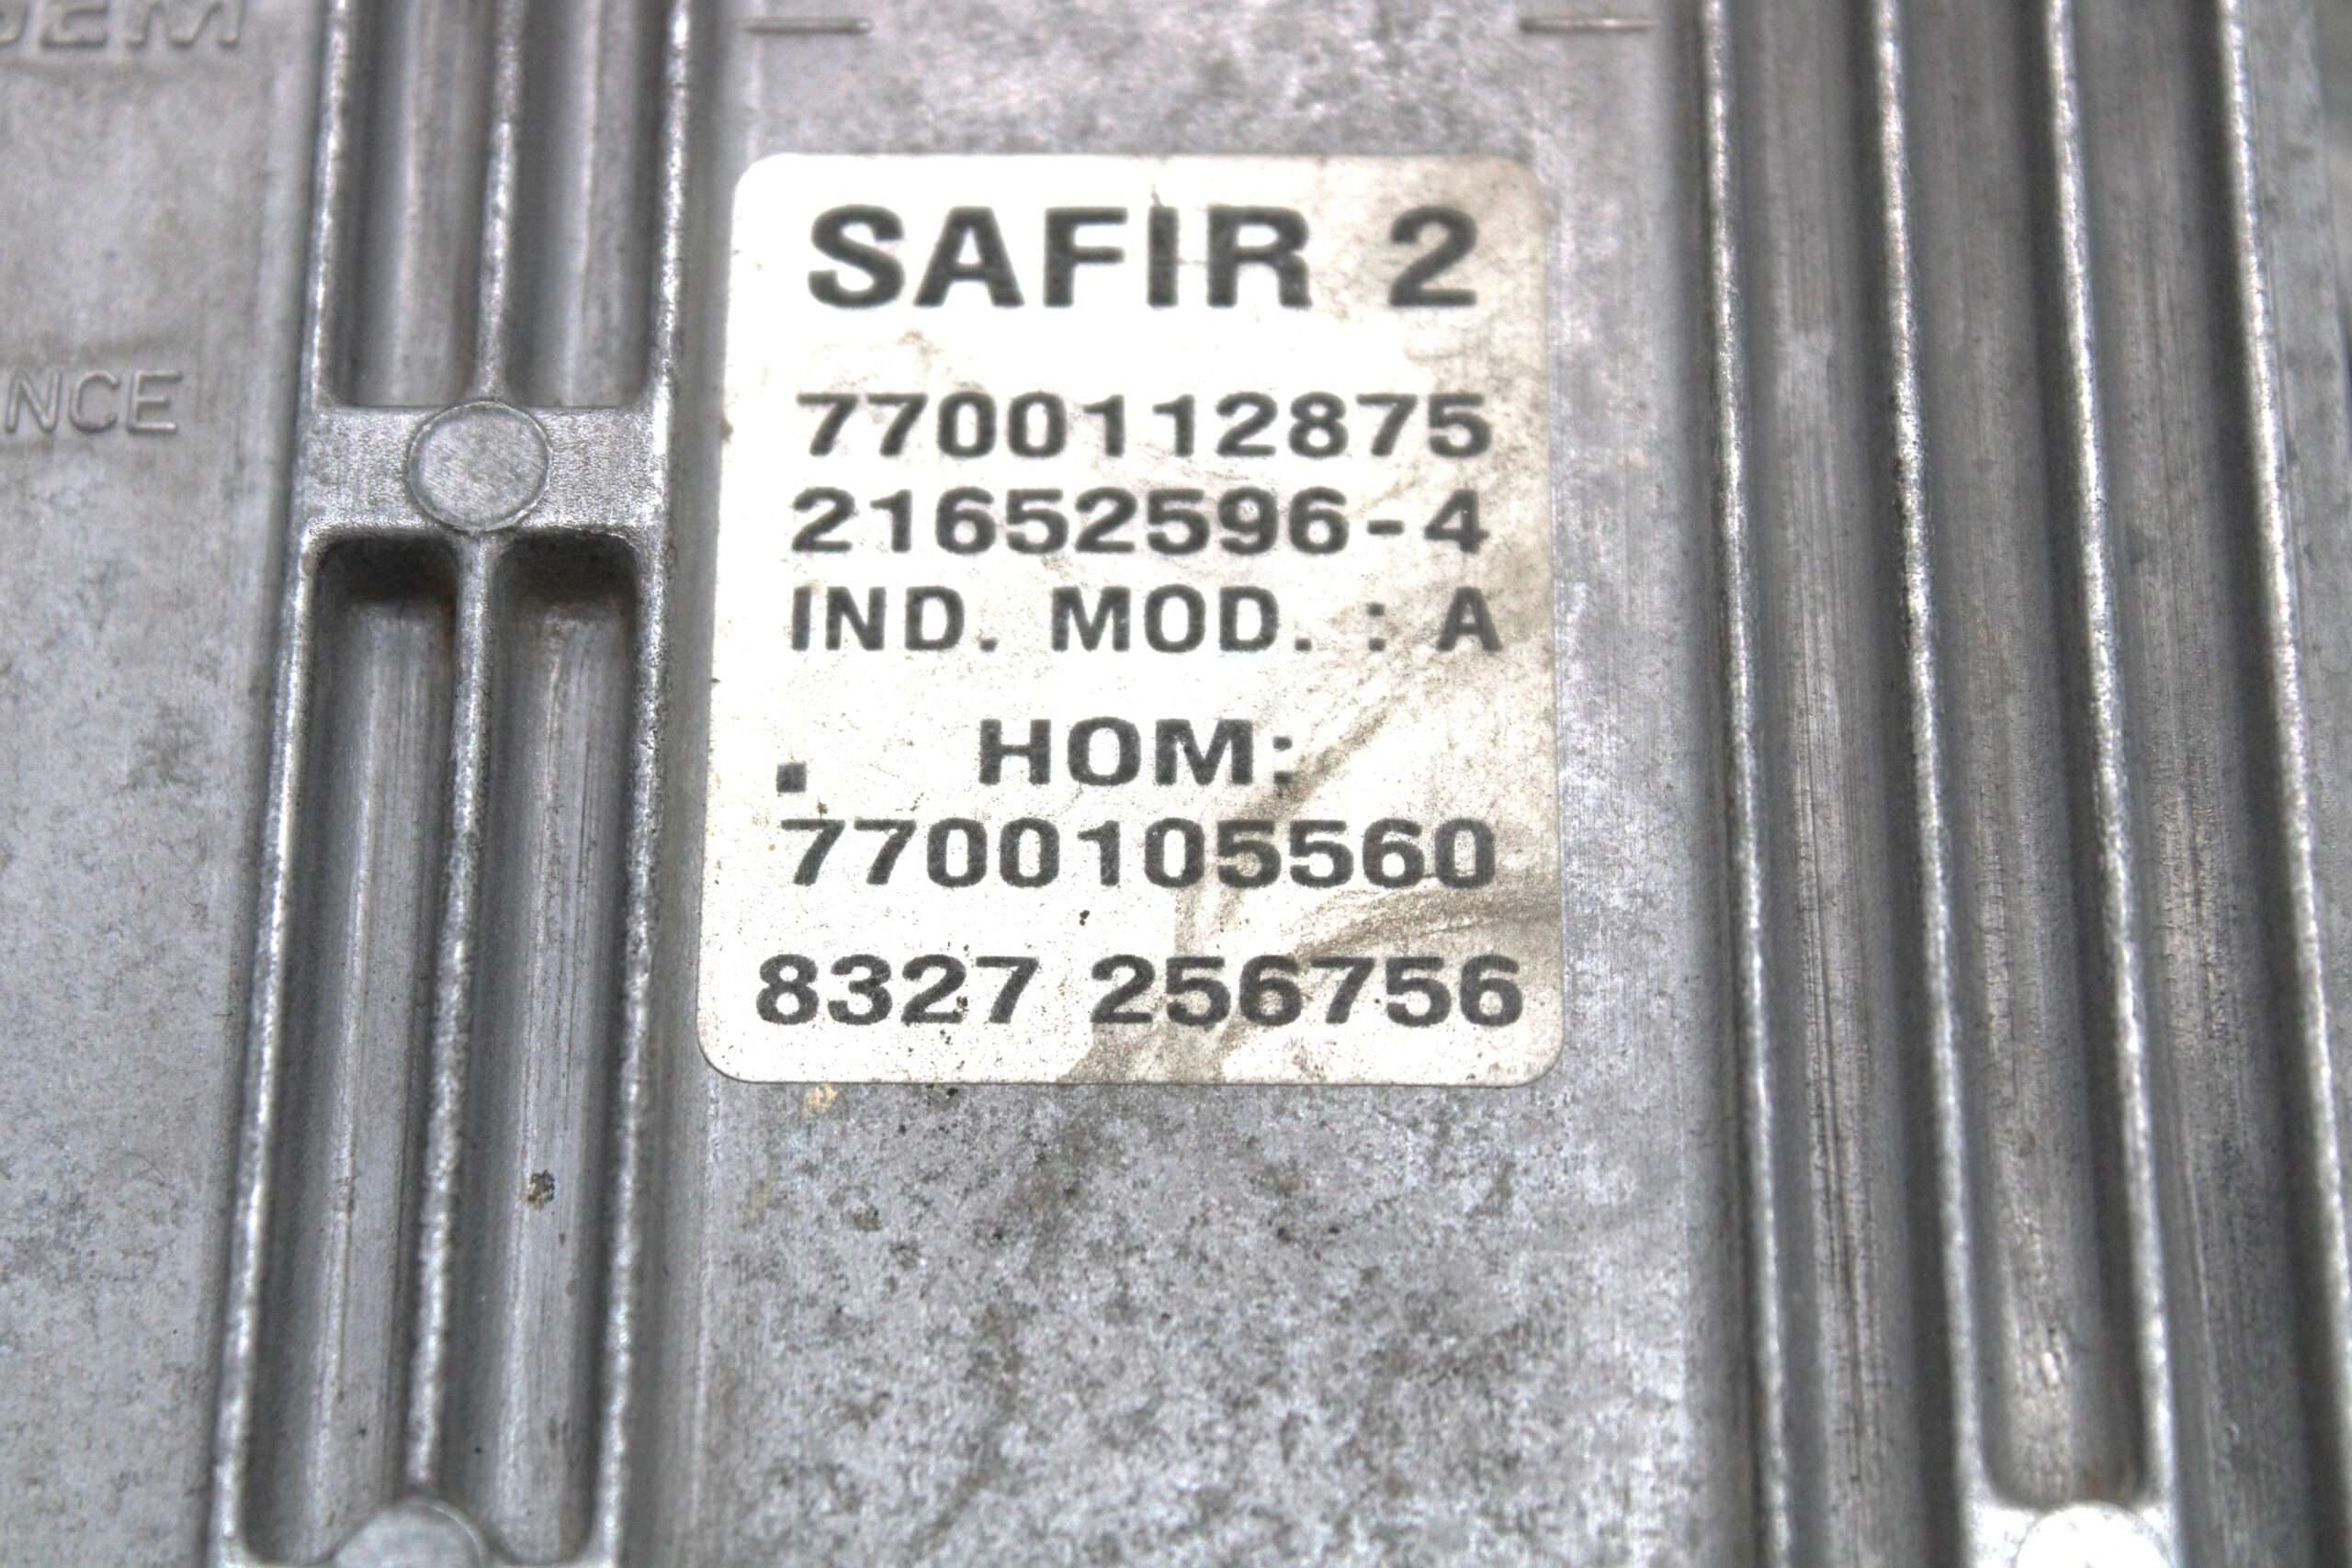 NCE
SAFIR 2
7700112875
21652596-4
IND. MOD. : A
. HOM:
7700105560
8327 256756